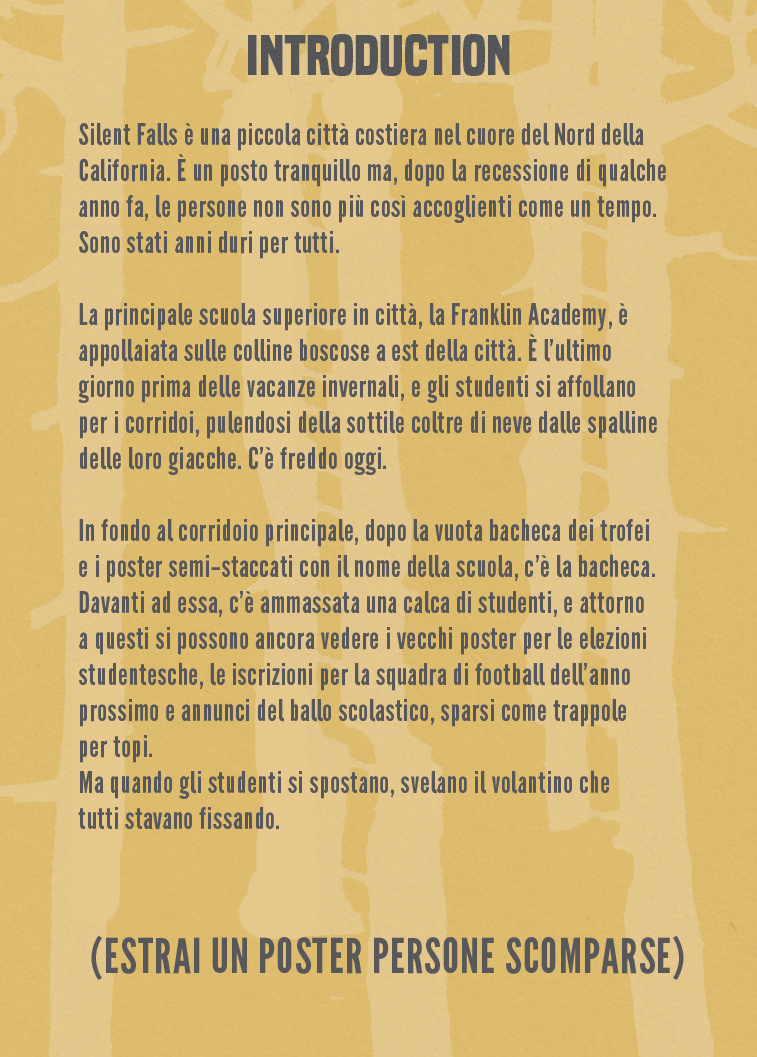 INTRODUCTION
Silent Falls è una piccola città costiera nel cuore del Nord della
California. È un posto tranquillo ma, dopo la recessione di qualche
anno fa, le persone non sono più così accoglienti come un tempo.
Sono stati anni duri per tutti.
La principale scuola superiore in città, la Franklin Academy, è
appollaiata sulle colline boscose a est della città. È l'ultimo
giorno prima delle vacanze invernali, e gli studenti si affollano
per i corridoi, pulendosi della sottile coltre di neve dalle spalline
delle loro giacche. C'è freddo oggi.
In fondo al corridoio principale, dopo la vuota bacheca dei trofei
e i poster semi-staccati con il nome della scuola, c'è la bacheca.
Davanti ad essa, c'è ammassata una calca di studenti, e attorno
a questi si possono ancora vedere i vecchi poster per le elezioni
studentesche, le iscrizioni per la squadra di football dell'anno
prossimo e annunci del ballo scolastico, sparsi come trappole
per topi.
Ma quando gli studenti si spostano, svelano il volantino che
tutti stavano fissando.
(ESTRAI UN POSTER PERSONE SCOMPARSE)